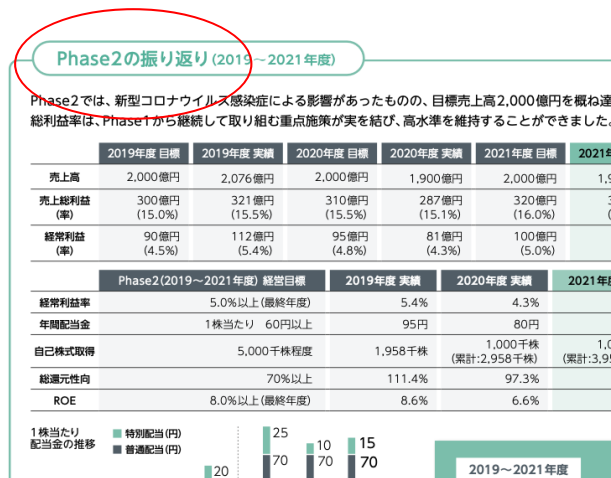 Phase2の振り返り(2019～2021年度)
Phase2では、新型コロナウイルス感染症による影響があったものの、目標売上高2,000億円を概ね達
総利益率は、Phase1から継続して取り組む重点施策が実を結び、高水準を維持することができました。
2019年度 目標 2019年度 実績 2020年度 目標 2020年度 実績 2021年度 目標 2021年
売上高 2,000億円 2,076億円 2,000億円 1,900億円 2,000億円 1,9
売上総利益 300億円 321億円 310億円 287億円 320億円
(率) (15.0%) (15.5%) (15.5%) (15.1%) (16.0%)
経常利益 90億円 112億円 95億円 81億円 100億円
(率) (4.5%) (5.4%) (4.8%) (4.3%) (5.0%)
Phase2(2019～2021年度) 経営目標 2019年度 実績 2020年度 実績 2021年度
経常利益率 5.0%以上(最終年度) 5.4% 4.3%
年間配当金 1株当たり 60円以上 95円 80円
自己株式取得 5,000千株程度 1,958千株 1,000千株 1,0
(累計:2,958千株) (累計:3,95
総還元性向 70%以上 111.4% 97.3%
ROE 8.0%以上(最終年度) 8.6% 6.6%
1株当たり
配当金の推移
特別配当(円)
普通配当(円)
20
25
70
10
70
15
70
2019～2021年度